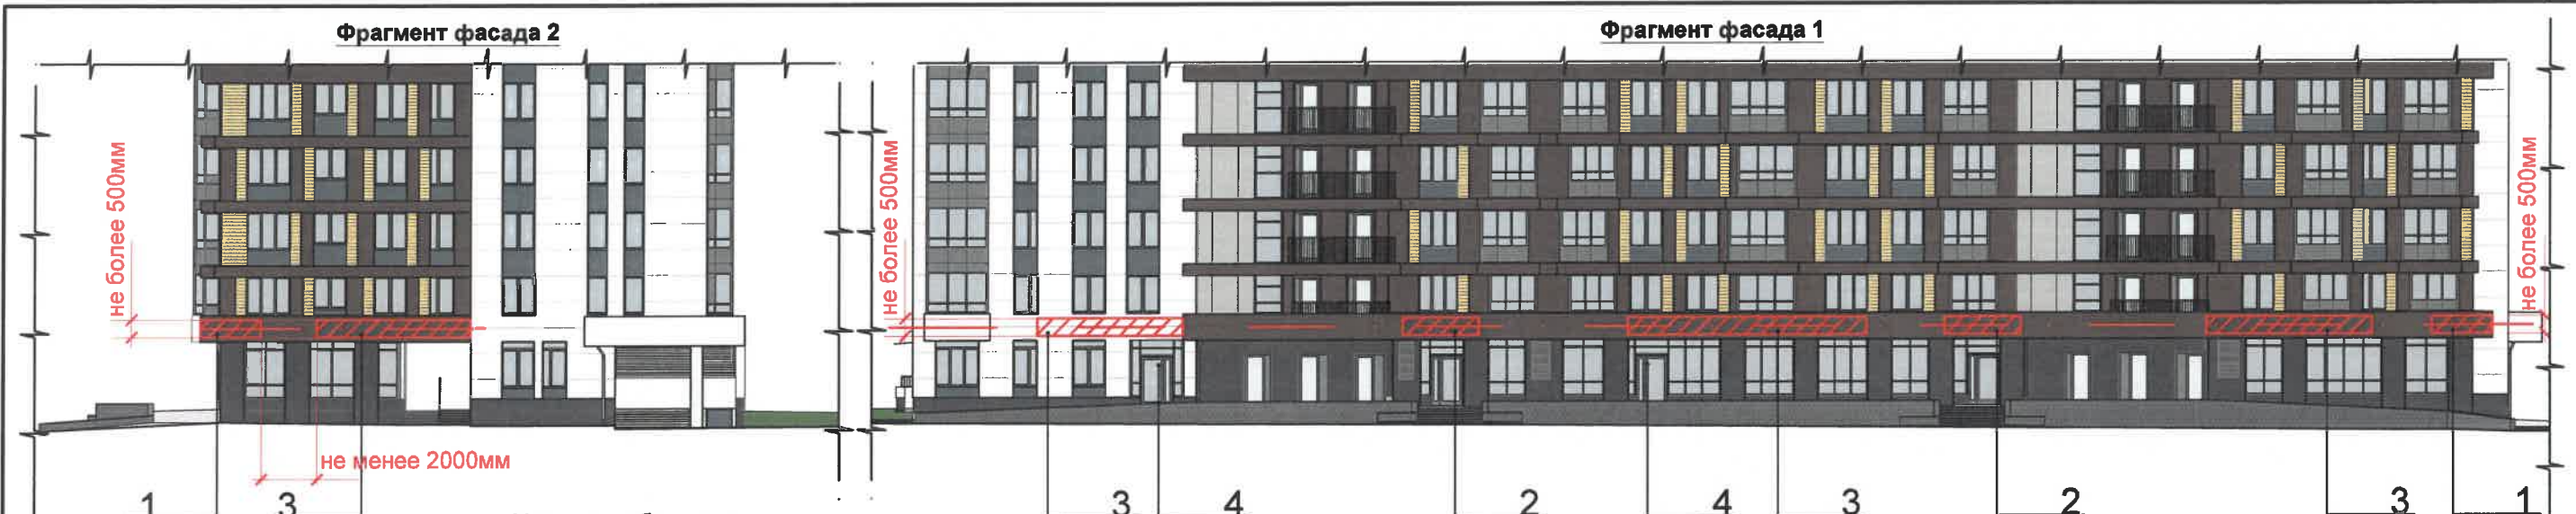 Фрагмент фасада 2
Фрагмент фасада 1
не более 500мм
не более 500мм
не более 500мм
не менее 2000мм
1 3 3 4 2 4 3 2 3 1